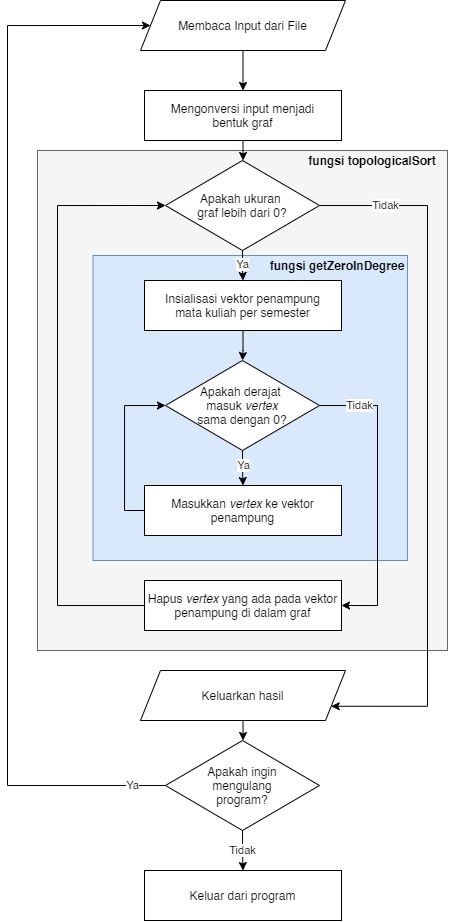 Membaca Input dari File
Mengonversi input menjadi
bentuk graf
fungsi topologicalSort
Apakah ukuran
graf lebih dari 0?
Tidak
Ya
fungsi getZeroInDegree
Insialisasi vektor penampung
mata kuliah per semester
Apakah derajat
masuk vertex
sama dengan 0?
Tidak
Ya
Masukkan vertex ke vektor
penampung
Hapus vertex yang ada pada vektor
penampung di dalam graf
Keluarkan hasil
Apakah ingin
mengulang
program?
Ya
Tidak
Keluar dari program